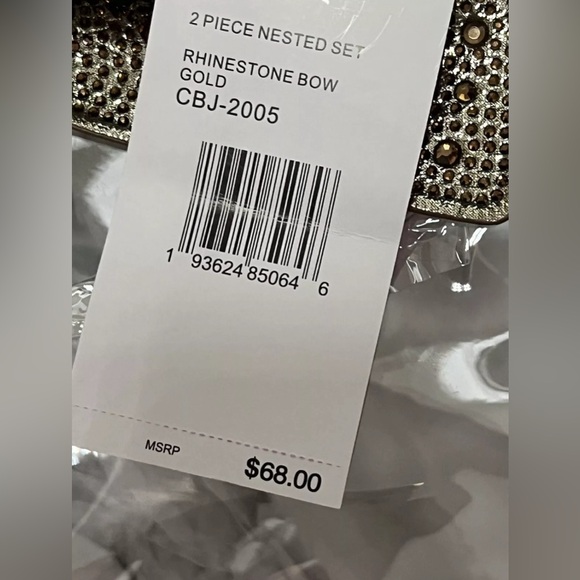 2 PIECE NESTED SET
RHINESTONE BOW
GOLD
CBJ-2005
1 93624 85064 6
MSRP
$68.00